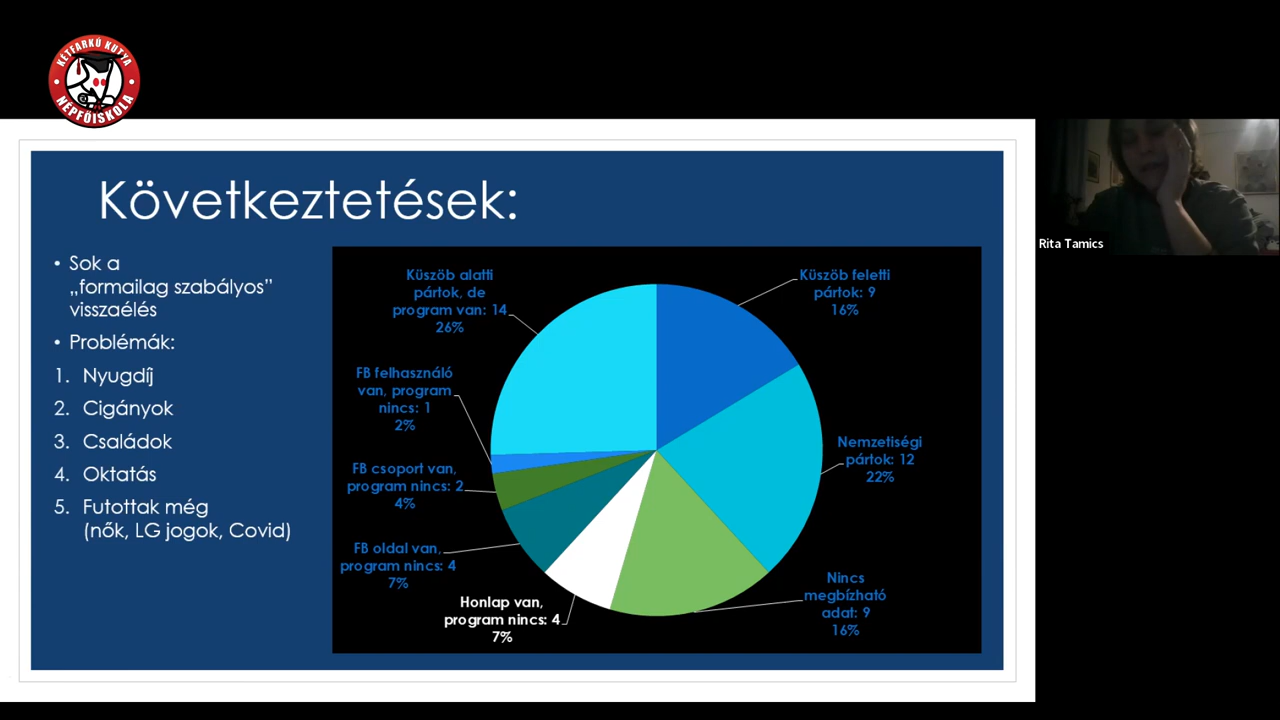 KÉTFARKÚ KUTYA
NÉPFŐISKOLA
Következtetések:
• Sok a
„formailag szabályos”
visszaélés
• Problémák:
1. Nyugdíj
2. Cigányok
3. Családok
4. Oktatás
5. Futottak még
(nők, LG jogok, Covid)
Küszöb alatti
pártok, de
program van: 14
26%
Küszöb feletti
pártok: 9
16%
FB felhasználó
van, program
nincs: 1
2%
Nemzetiségi
pártok: 12
22%
FB csoport van,
program nincs: 2
4%
FB oldal van,
program nincs: 4
7%
Nincs
megbízható
adat: 9
16%
Honlap van,
program nincs: 4
7%
Rita Tamics